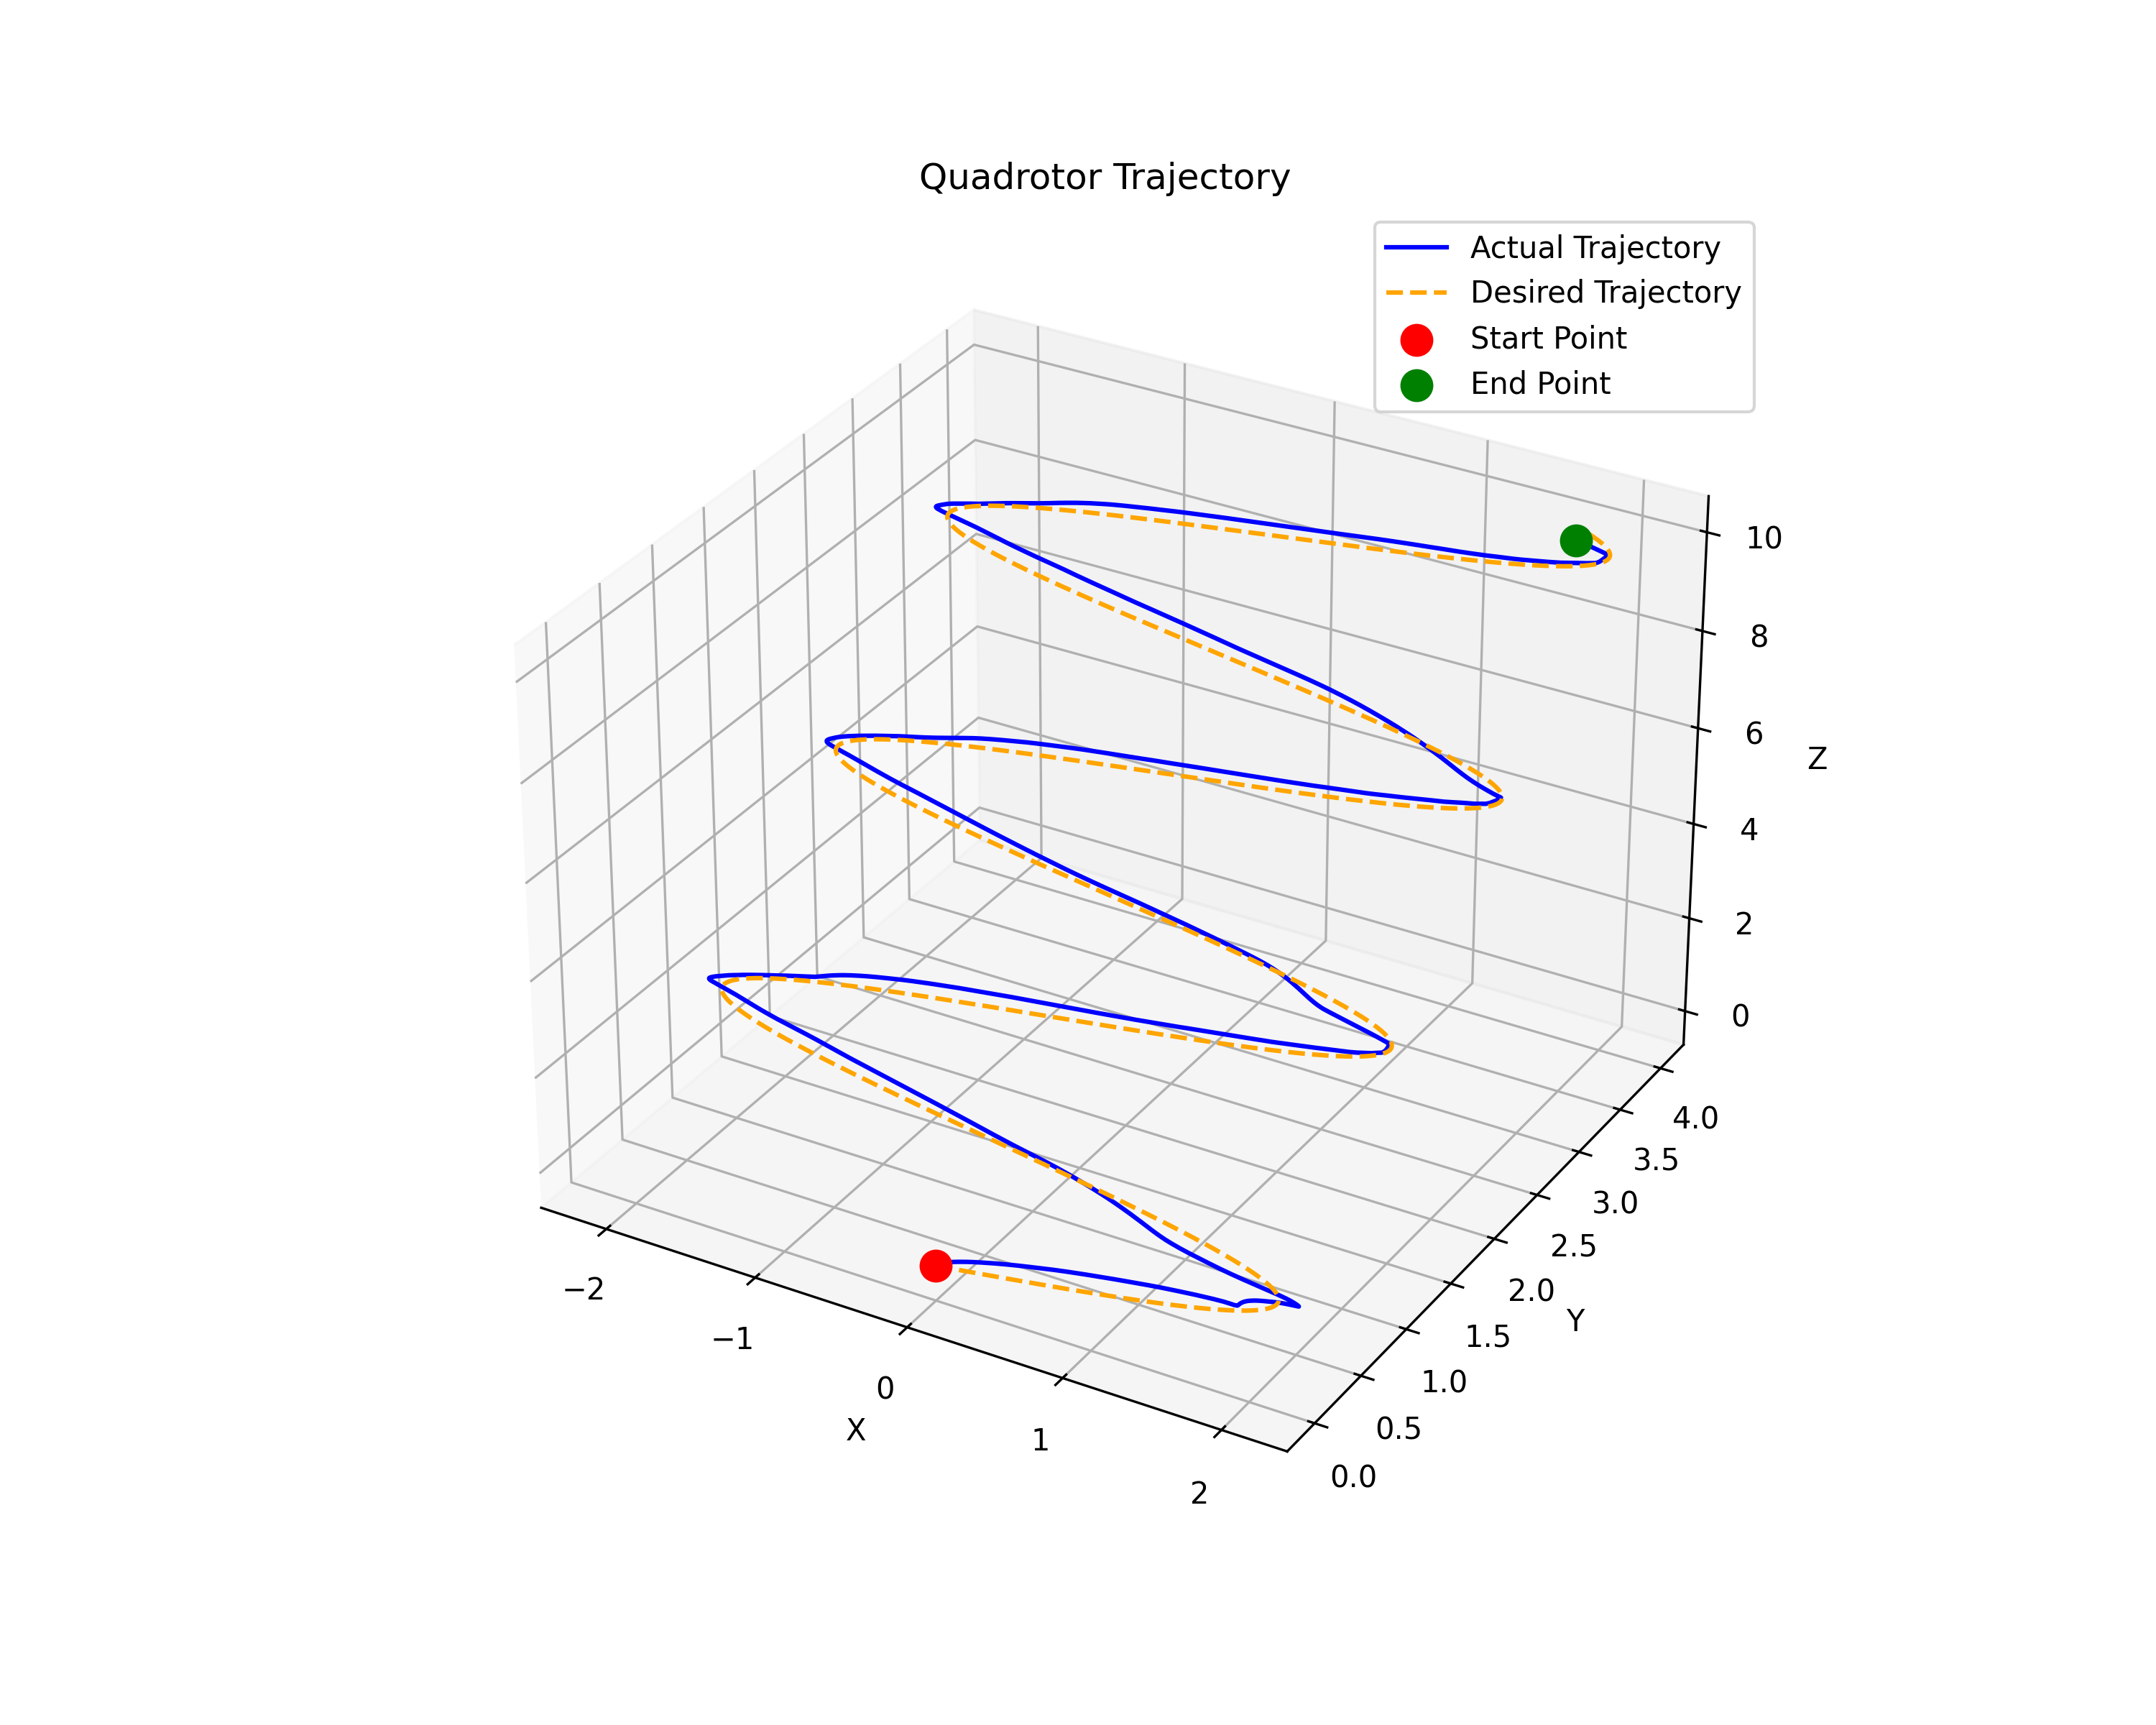 Quadrotor Trajectory
Actual Trajectory
Desired Trajectory
Start Point
End Point
10
8
6
Z
4
2
0
4.0
3.5
3.0
2.5
2.0
Y
1.5
1.0
0.5
0.0
−2
−1
0
X
1
2